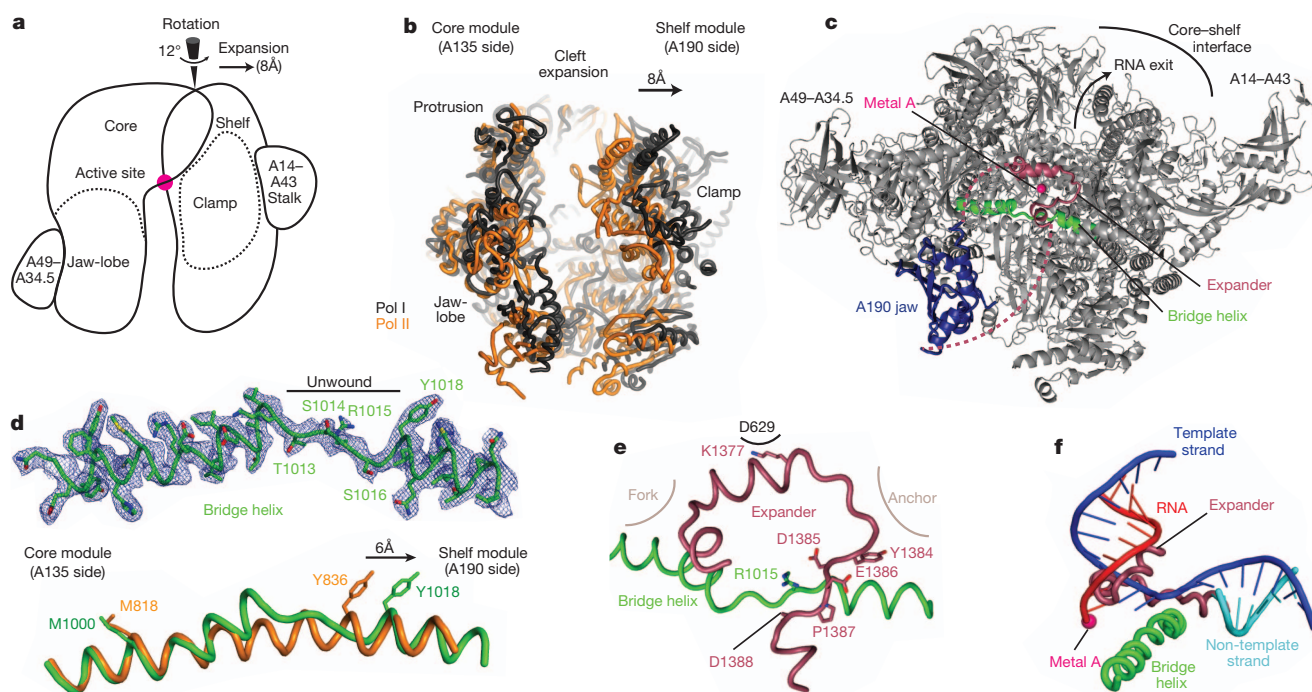 a
Rotation
12°
Expansion
(8Å)
Core
Shelf
Active site
Clamp
A14–
A43
Stalk
A49–
A34.5
Jaw-lobe
b
Core module
(A135 side)
Shelf module
(A190 side)
Cleft
expansion
8Å
Protrusion
Clamp
Pol I
Pol II
Jaw-
lobe
c
Core–shelf
interface
RNA exit
A14–A43
A49–A34.5
Metal A
Expander
A190 jaw
Bridge helix
d
Unwound
Y1018
S1014
R1015
T1013
S1016
Bridge helix
Core module
(A135 side)
6Å
Shelf module
(A190 side)
Y836
Y1018
M818
M1000
e
D629
K1377
Fork
Expander
Anchor
D1385
Y1384
R1015
E1386
Bridge helix
P1387
D1388
f
Template
strand
RNA
Expander
Metal A
Bridge
helix
Non-template
strand